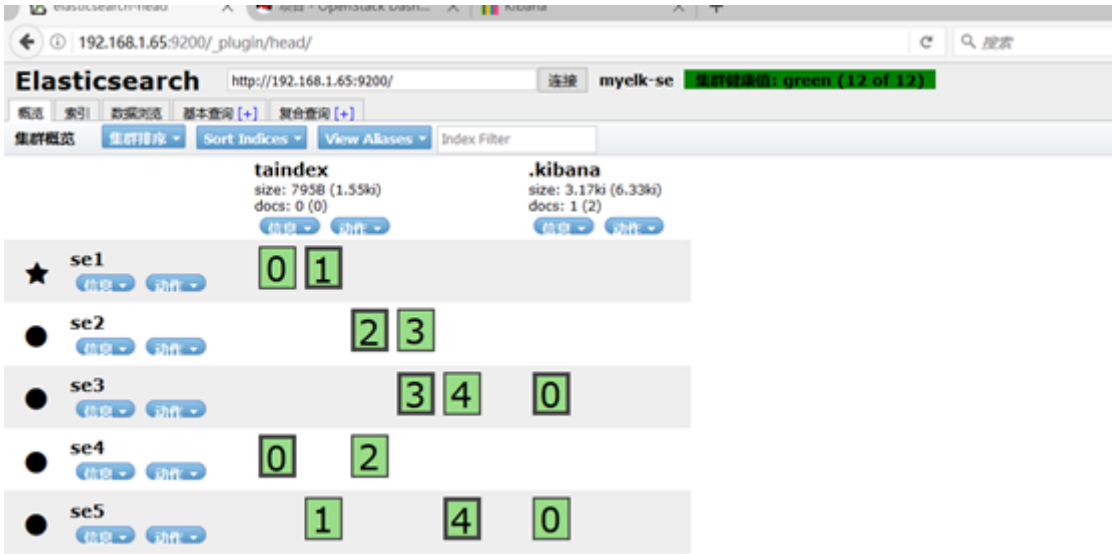 elasticsearch-head
项目 - OpenStack Dash...
Kibana
192.168.1.65:9200/_plugin/head/
搜索
Elasticsearch
http://192.168.1.65:9200/
连接
myelk-se
集群健康值: green (12 of 12)
概览 索引 数据浏览 基本查询 [+] 复合查询 [+]
集群概览 集群排序 Sort Indices View Aliases Index Filter
taindex .kibana
size: 795B (1.55ki) size: 3.17ki (6.33ki)
docs: 0 (0) docs: 1 (2)
信息 动作 信息 动作
se1 0 1
信息 动作
se2 2 3
信息 动作
se3 3 4 0
信息 动作
se4 0 2
信息 动作
se5 1 4 0
信息 动作